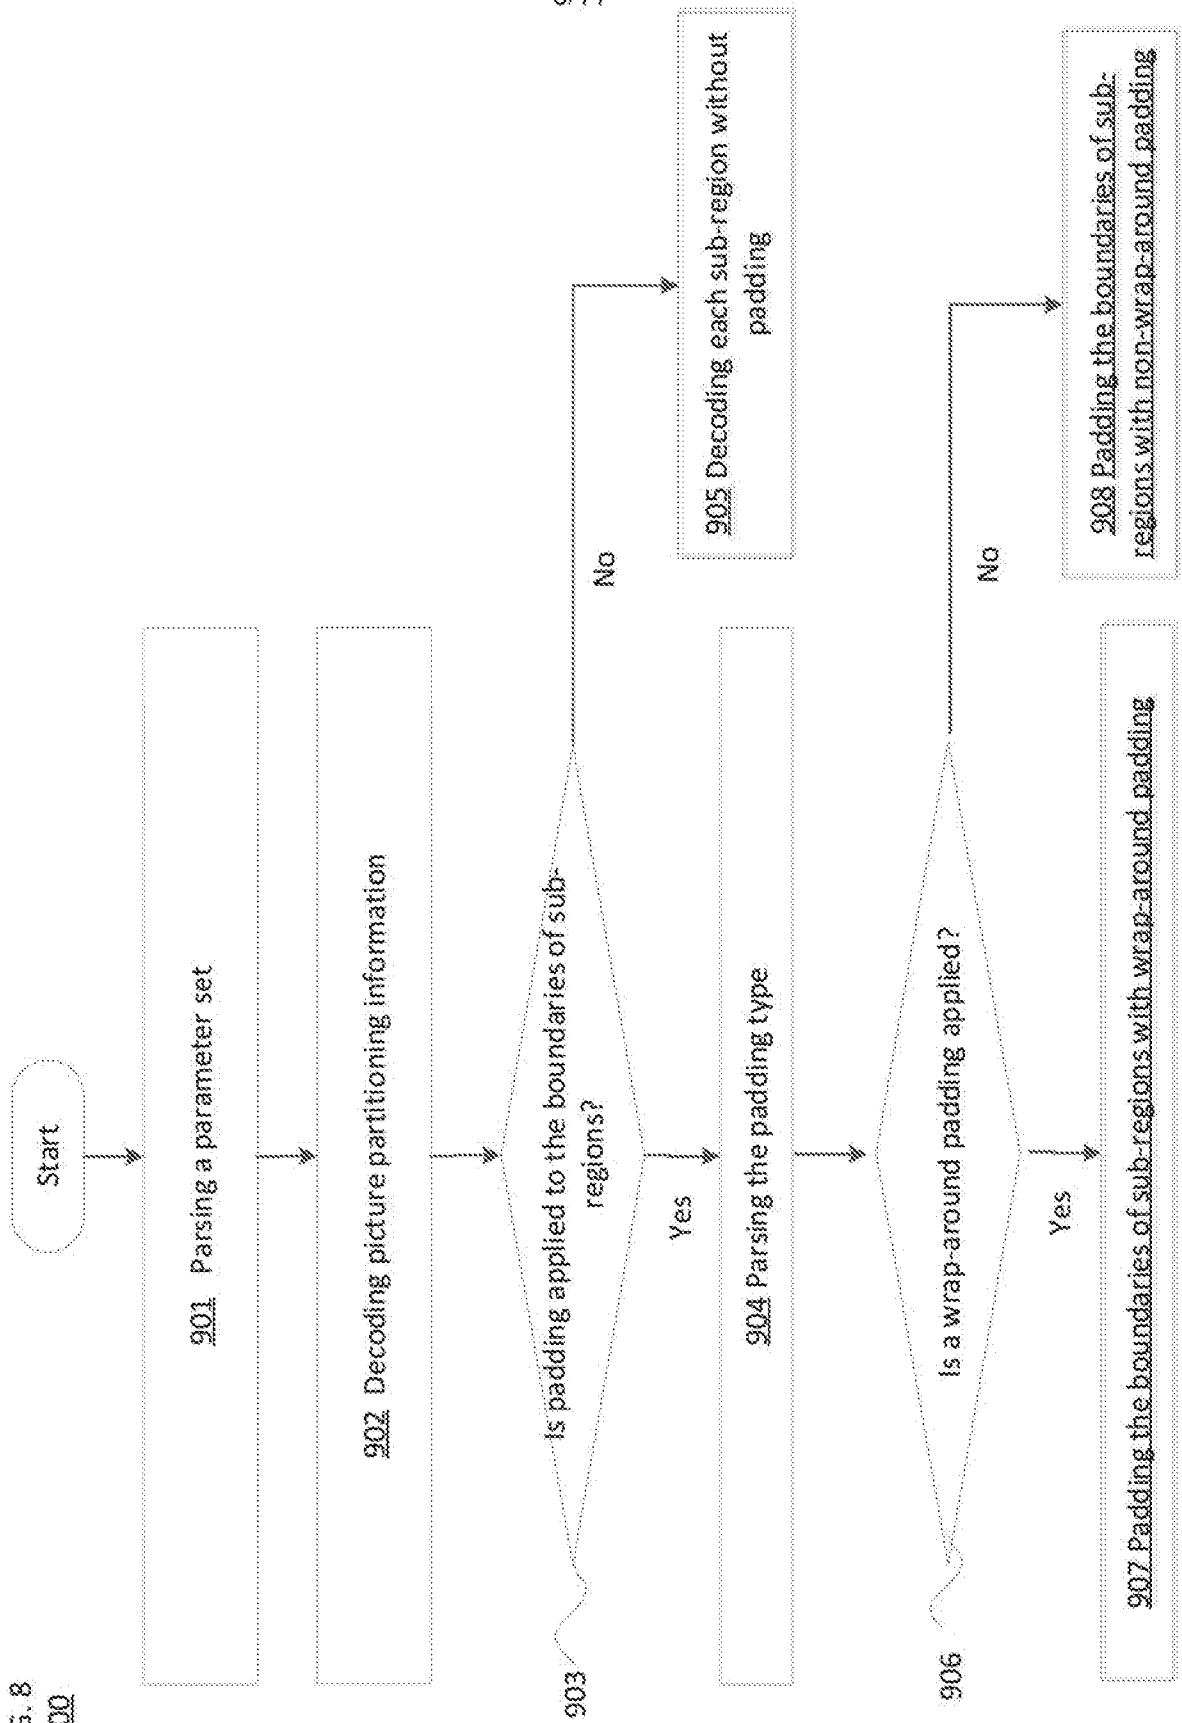 G. 8
00
Start
901 Parsing a parameter set
902 Decoding picture partitioning information
903
Is padding applied to the boundaries of sub-
regions?
No
905 Decoding each sub-region without
padding
Yes
904 Parsing the padding type
906
Is a wrap-around padding applied?
No
908 Padding the boundaries of sub-
regions with non-wrap-around padding
Yes
907 Padding the boundaries of sub-regions with wrap-around padding